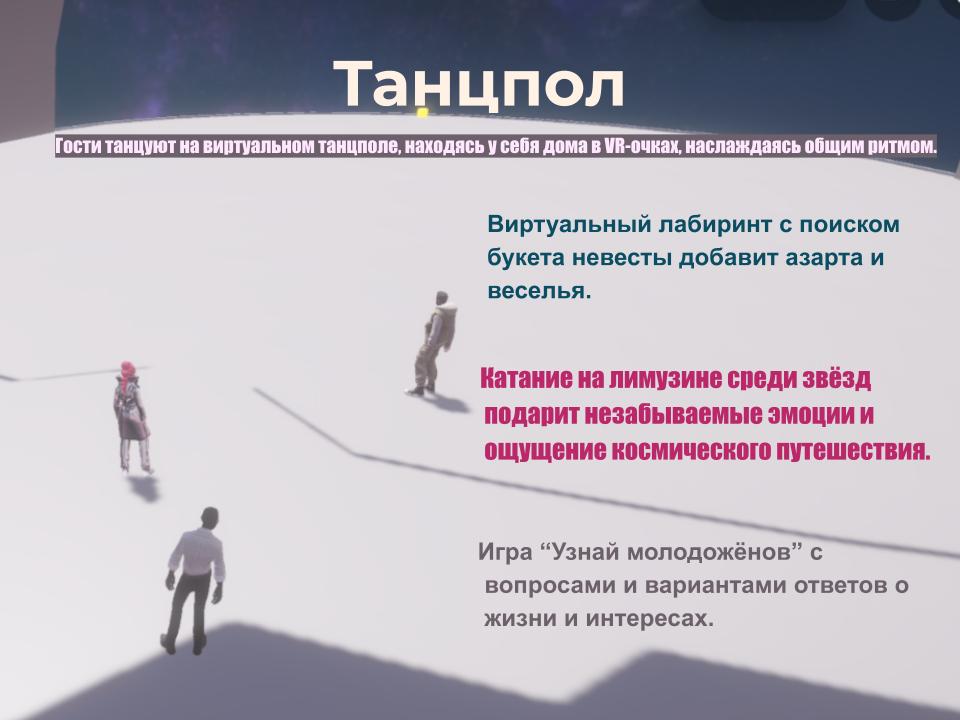 Танцпол
Гости танцуют на виртуальном танцполе, находясь у себя дома в VR-очках, наслаждаясь общим ритмом.
Виртуальный лабиринт с поиском
букета невесты добавит азарта и
веселья.
Катание на лимузине среди звёзд
подарит незабываемые эмоции и
ощущение космического путешествия.
Игра “Узнай молодожёнов” с
вопросами и вариантами ответов о
жизни и интересах.